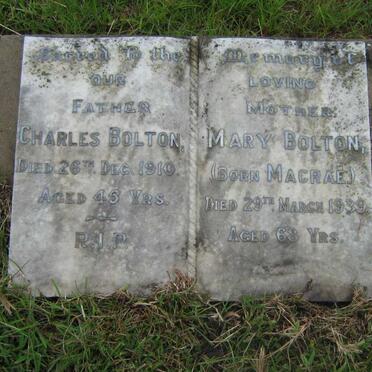 Sacred to the
our
Father
Charles Bolton,
Died 26th Dec. 1910.
Aged 45 Yrs.
R.I.P.
Memory of
loving
Mother
Mary Bolton,
(born Macrae.)
Died 29th March 1939.
Aged 63 Yrs.